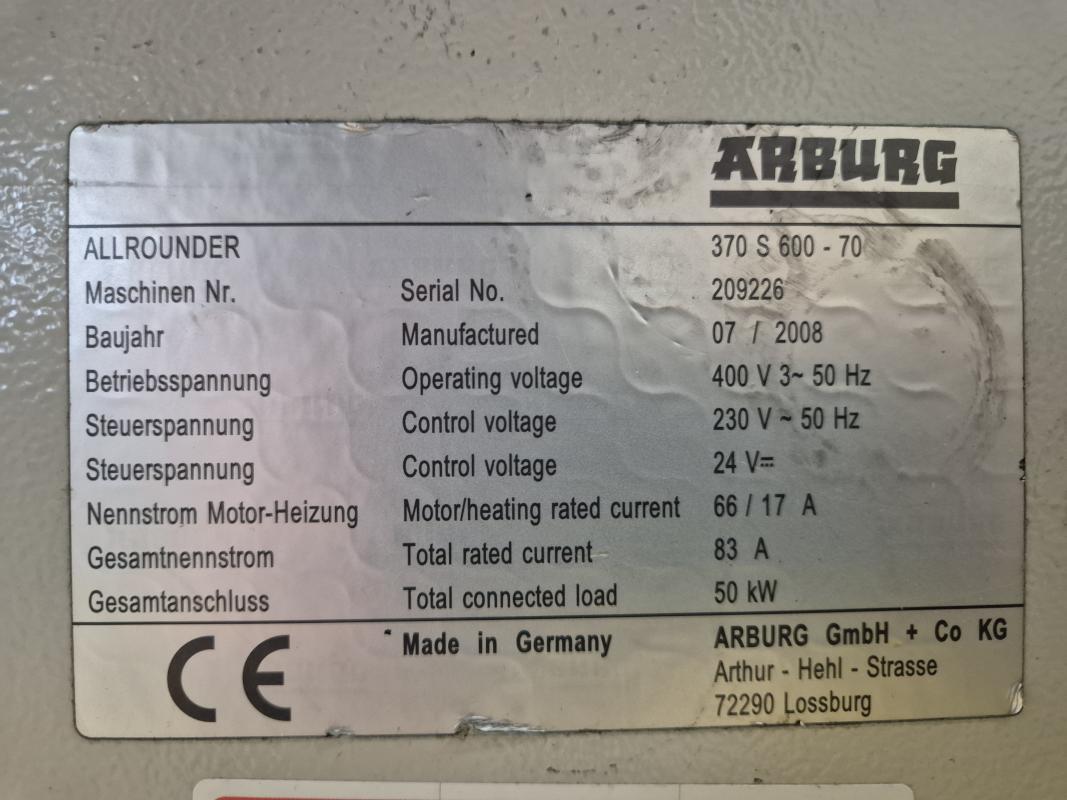 ARBURG
ALLROUNDER 370 S 600 - 70
Maschinen Nr. Serial No. 209226
Baujahr Manufactured 07 / 2008
Betriebsspannung Operating voltage 400 V 3~ 50 Hz
Steuerspannung Control voltage 230 V ~ 50 Hz
Steuerspannung Control voltage 24 V⎓
Nennstrom Motor-Heizung Motor/heating rated current 66 / 17 A
Gesamtnennstrom Total rated current 83 A
Gesamtanschluss Total connected load 50 kW
CE Made in Germany ARBURG GmbH + Co KG
Arthur - Hehl - Strasse
72290 Lossburg